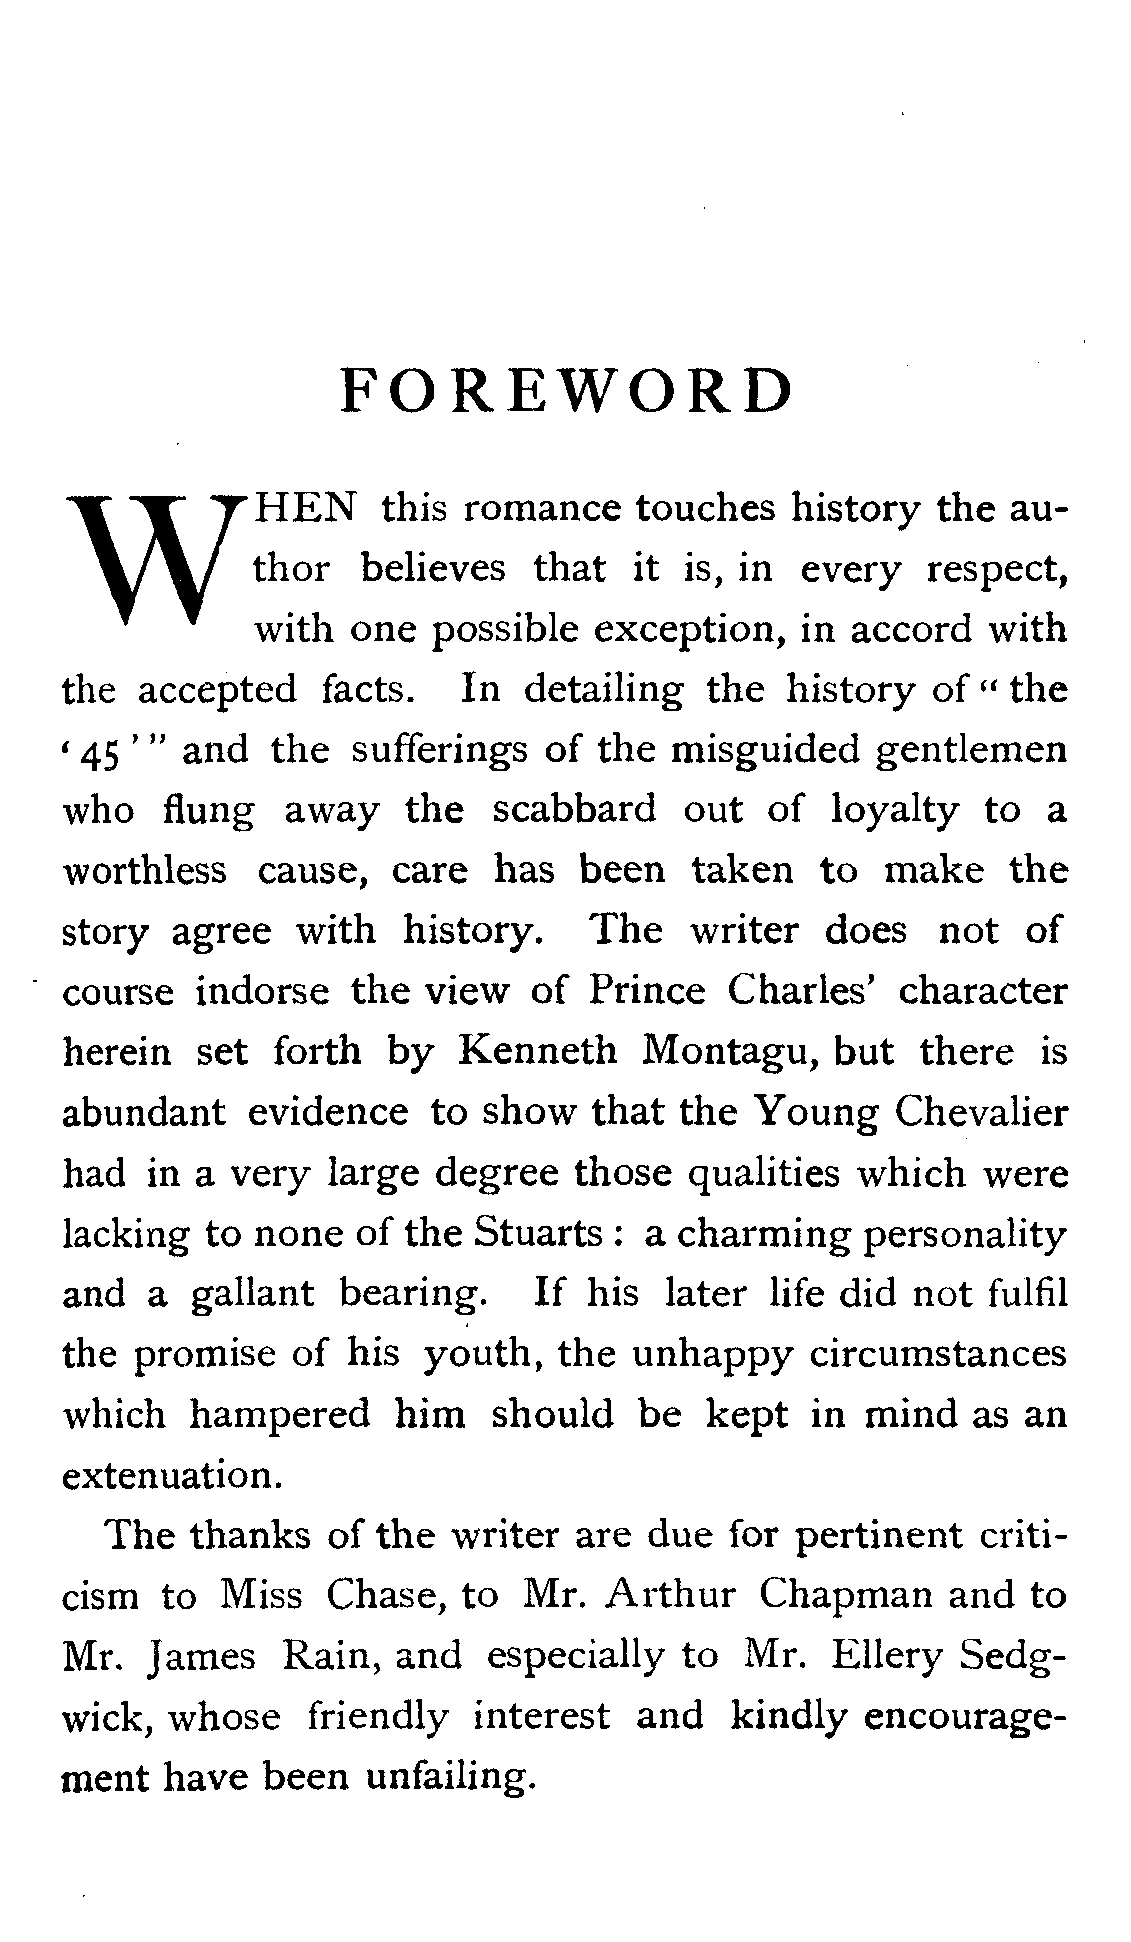 FOREWORD
WHEN this romance touches history the au-
thor believes that it is, in every respect,
with one possible exception, in accord with
the accepted facts. In detailing the history of “ the
‘ 45 ’ ” and the sufferings of the misguided gentlemen
who flung away the scabbard out of loyalty to a
worthless cause, care has been taken to make the
story agree with history. The writer does not of
course indorse the view of Prince Charles’ character
herein set forth by Kenneth Montagu, but there is
abundant evidence to show that the Young Chevalier
had in a very large degree those qualities which were
lacking to none of the Stuarts : a charming personality
and a gallant bearing. If his later life did not fulfil
the promise of his youth, the unhappy circumstances
which hampered him should be kept in mind as an
extenuation.
The thanks of the writer are due for pertinent criti-
cism to Miss Chase, to Mr. Arthur Chapman and to
Mr. James Rain, and especially to Mr. Ellery Sedg-
wick, whose friendly interest and kindly encourage-
ment have been unfailing.